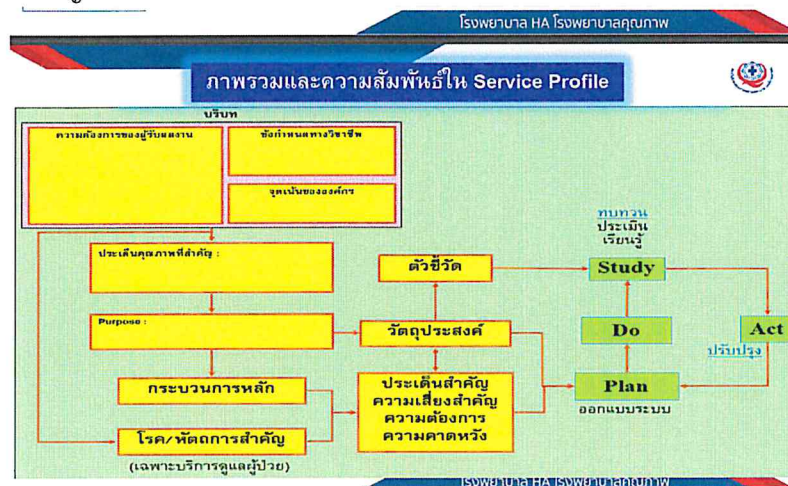 โรงพยาบาล HA โรงพยาบาลคุณภาพ
ภาพรวมและความสัมพันธ์ใน Service Profile
บริบท
ความต้องการของผู้รับผลงาน
ข้อกำหนดทางวิชาชีพ
จุดเน้นขององค์กร
ประเด็นคุณภาพที่สำคัญ :
Purpose :
กระบวนการหลัก
โรค/หัตถการสำคัญ
(เฉพาะบริการดูแลผู้ป่วย)
ตัวชี้วัด
วัตถุประสงค์
ประเด็นสำคัญ
ความเสี่ยงสำคัญ
ความต้องการ
ความคาดหวัง
ทบทวน
ประเมิน
เรียนรู้
Study
Do
Act
ปรับปรุง
Plan
ออกแบบระบบ
โรงพยาบาล HA โรงพยาบาลคุณภาพ